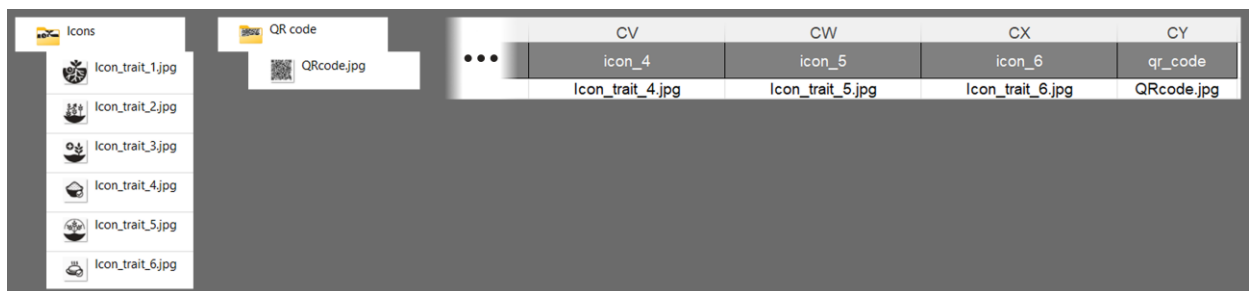 Icons
Icon_trait_1.jpg
Icon_trait_2.jpg
Icon_trait_3.jpg
Icon_trait_4.jpg
Icon_trait_5.jpg
Icon_trait_6.jpg
QR code
QRcode.jpg
••• CV CW CX CY
icon_4 icon_5 icon_6 qr_code
Icon_trait_4.jpg Icon_trait_5.jpg Icon_trait_6.jpg QRcode.jpg